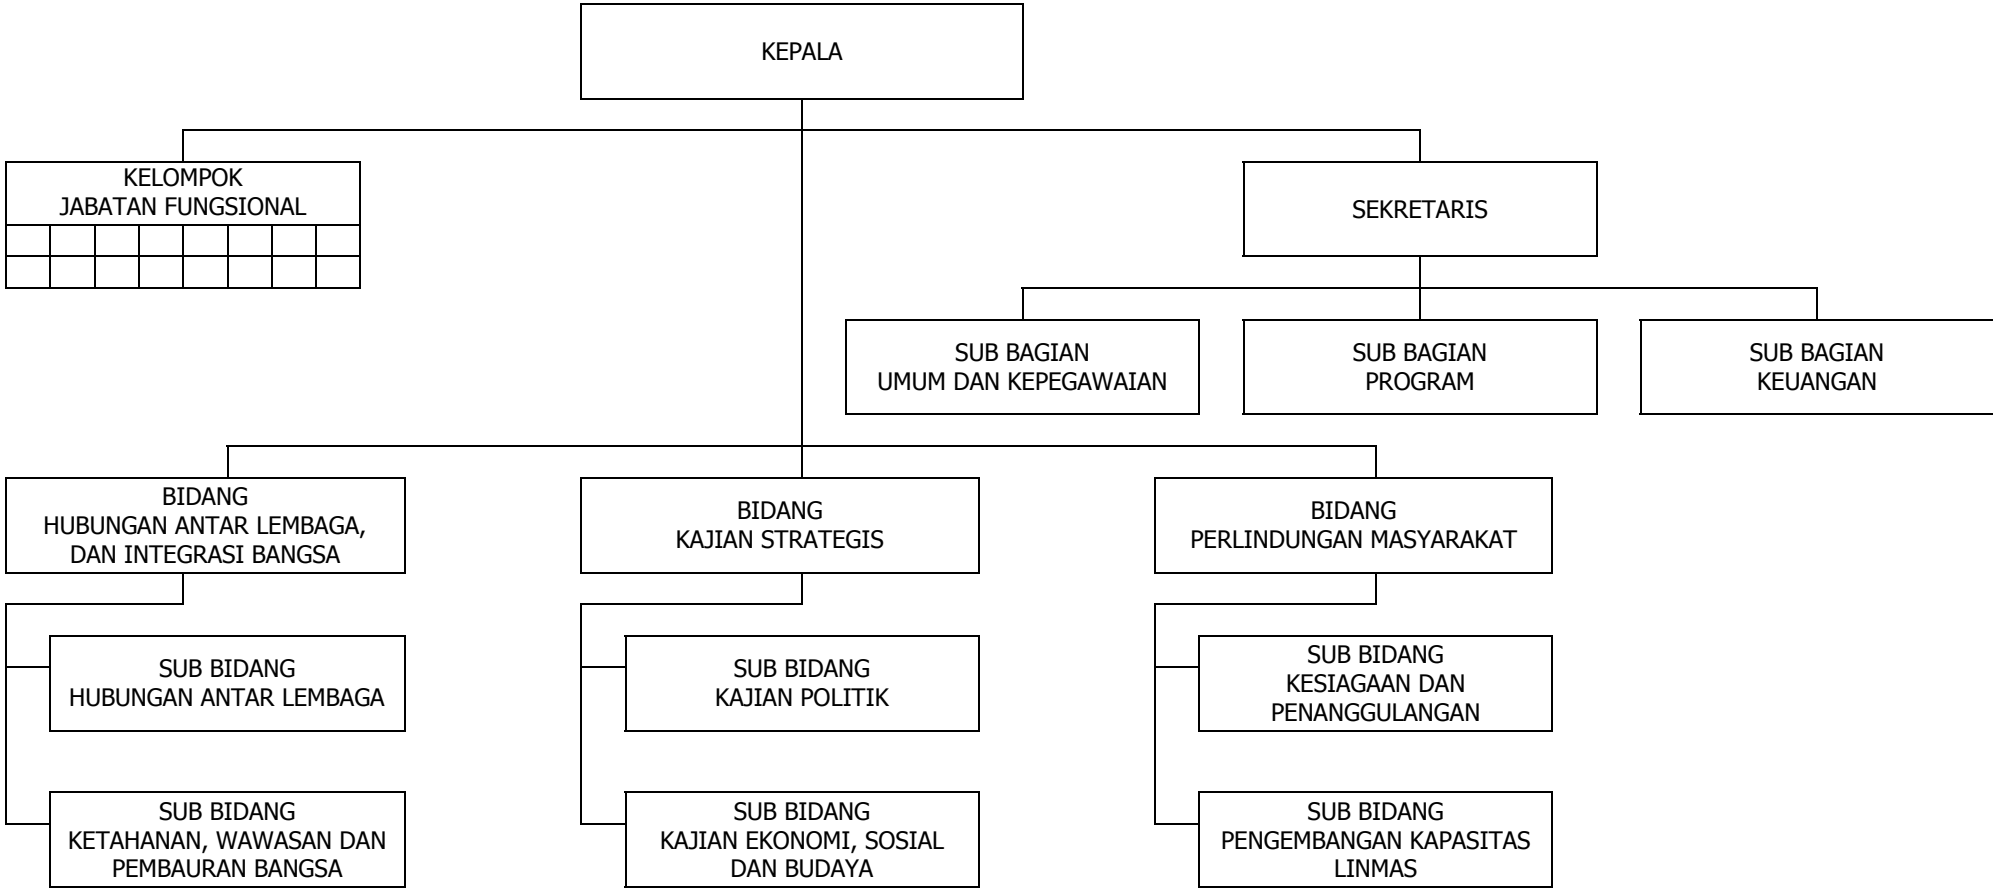 KEPALA
KELOMPOK
JABATAN FUNGSIONAL
SEKRETARIS
SUB BAGIAN
UMUM DAN KEPEGAWAIAN
SUB BAGIAN
PROGRAM
SUB BAGIAN
KEUANGAN
BIDANG
HUBUNGAN ANTAR LEMBAGA,
DAN INTEGRASI BANGSA
BIDANG
KAJIAN STRATEGIS
BIDANG
PERLINDUNGAN MASYARAKAT
SUB BIDANG
HUBUNGAN ANTAR LEMBAGA
SUB BIDANG
KAJIAN POLITIK
SUB BIDANG
KESIAGAAN DAN
PENANGGULANGAN
SUB BIDANG
KETAHANAN, WAWASAN DAN
PEMBAURAN BANGSA
SUB BIDANG
KAJIAN EKONOMI, SOSIAL
DAN BUDAYA
SUB BIDANG
PENGEMBANGAN KAPASITAS
LINMAS